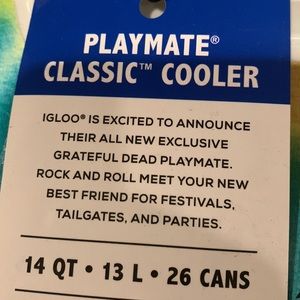 PLAYMATE®
CLASSIC™ COOLER
IGLOO® IS EXCITED TO ANNOUNCE
THEIR ALL NEW EXCLUSIVE
GRATEFUL DEAD PLAYMATE.
ROCK AND ROLL MEET YOUR NEW
BEST FRIEND FOR FESTIVALS,
TAILGATES, AND PARTIES.
14 QT • 13 L • 26 CANS